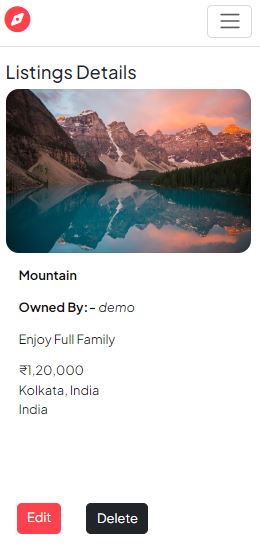 Listings Details
Mountain
Owned By:- demo
Enjoy Full Family
₹1,20,000
Kolkata, India
India
Edit
Delete